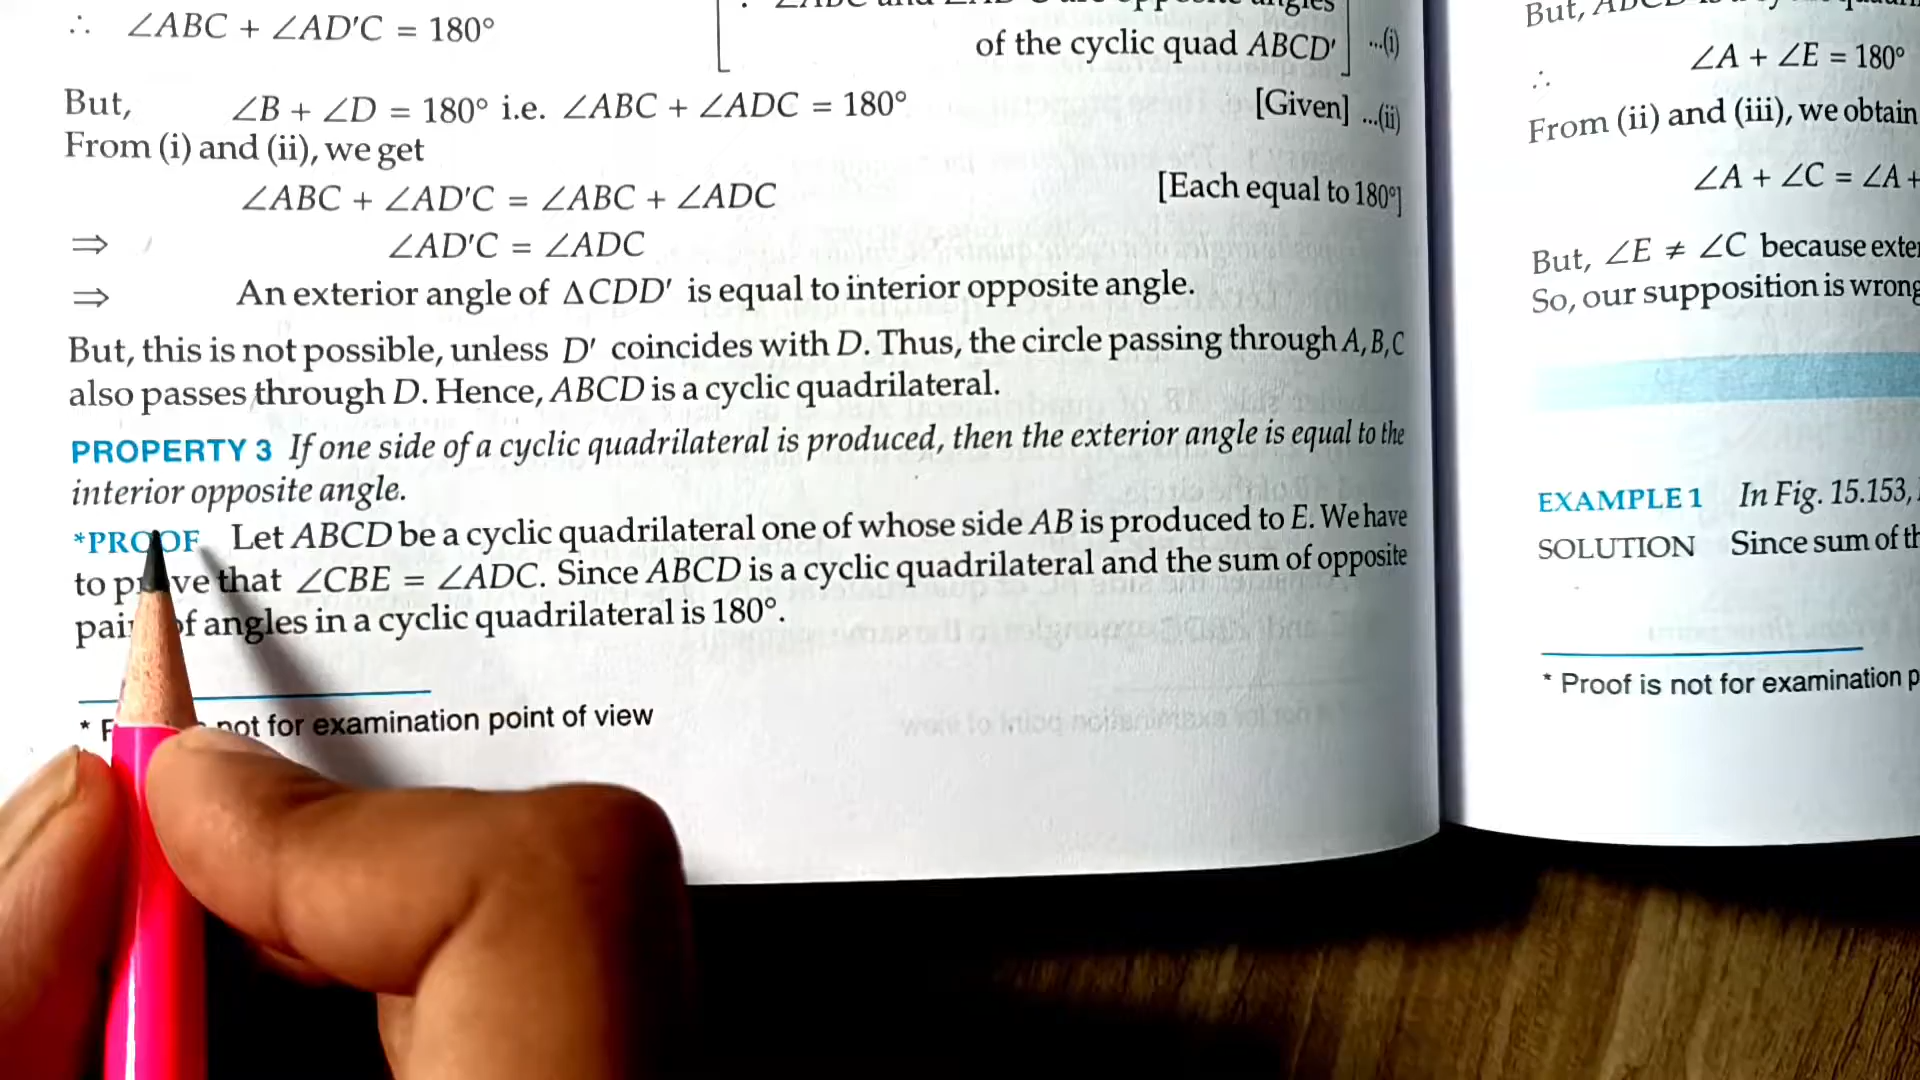 ∴ ∠ABC + ∠AD'C = 180°
of the cyclic quad ABCD' ...(i)
But, ∠B + ∠D = 180° i.e. ∠ABC + ∠ADC = 180° [Given] ...(ii)
From (i) and (ii), we get
∠ABC + ∠AD'C = ∠ABC + ∠ADC [Each equal to 180°]
⇒ ∠AD'C = ∠ADC
⇒ An exterior angle of ΔCDD' is equal to interior opposite angle.
But, this is not possible, unless D' coincides with D. Thus, the circle passing through A, B, C
also passes through D. Hence, ABCD is a cyclic quadrilateral.
PROPERTY 3 If one side of a cyclic quadrilateral is produced, then the exterior angle is equal to the
interior opposite angle.
*PROOF Let ABCD be a cyclic quadrilateral one of whose side AB is produced to E. We have
to that ∠CBE = ∠ADC. Since ABCD is a cyclic quadrilateral and the sum of opposite
of angles in a cyclic quadrilateral is 180°.
* not for examination point of view
But,
∴ ∠A + ∠E = 180°
From (ii) and (iii), we obtain
∠A + ∠C = ∠A +
But, ∠E ≠ ∠C because
So, our supposition is wrong
EXAMPLE 1 In Fig. 15.153,
SOLUTION Since sum of
* Proof is not for examination